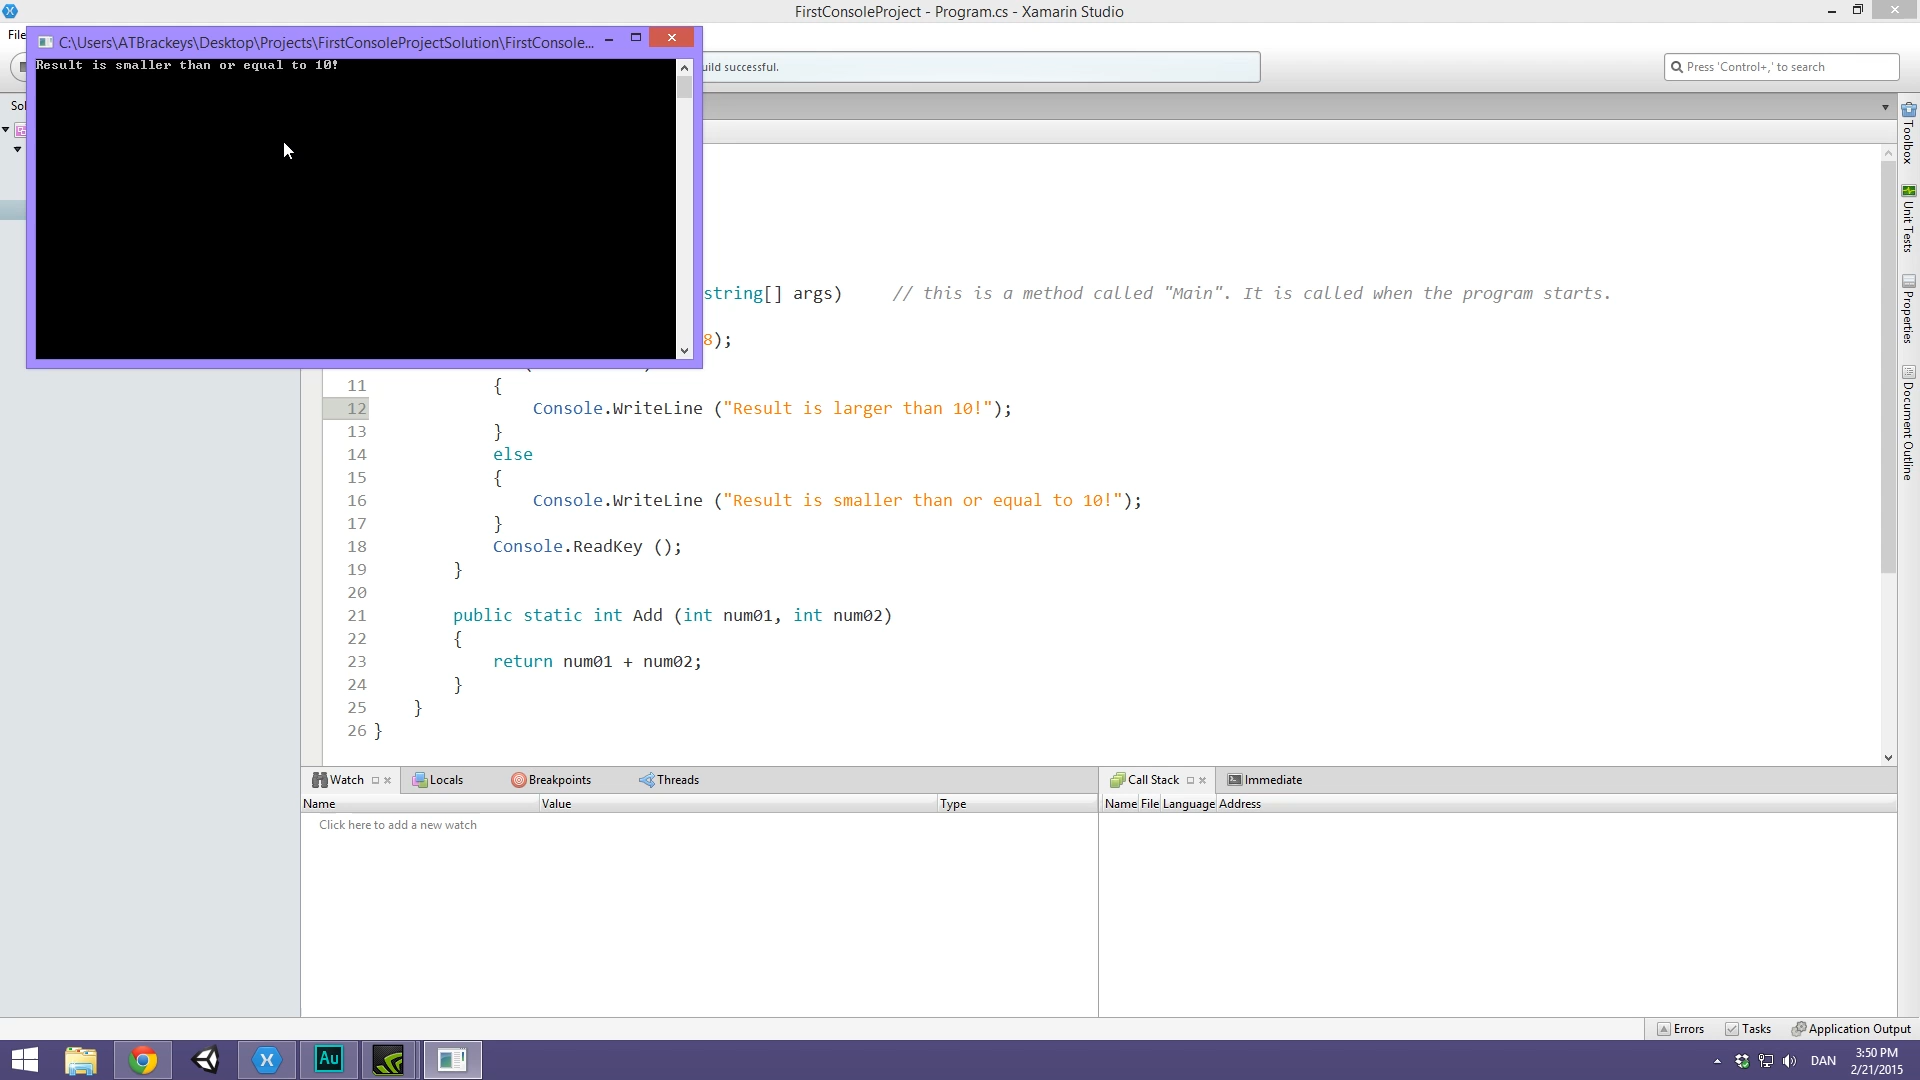 FirstConsoleProject - Program.cs - Xamarin Studio
File
C:\Users\ATBrackeys\Desktop\Projects\FirstConsoleProjectSolution\FirstConsole...
Result is smaller than or equal to 10!
uild successful.
Press 'Control+,' to search
Sol
string[] args) // this is a method called "Main". It is called when the program starts.
8);
11 {
12 Console.WriteLine ("Result is larger than 10!");
13 }
14 else
15 {
16 Console.WriteLine ("Result is smaller than or equal to 10!");
17 }
18 Console.ReadKey ();
19 }
20
21 public static int Add (int num01, int num02)
22 {
23 return num01 + num02;
24 }
25 }
26 }
Toolbox
Unit Tests
Properties
Document Outline
Watch Locals Breakpoints Threads
Name Value Type
Click here to add a new watch
Call Stack Immediate
Name File Language Address
Errors Tasks Application Output
Au
DAN
3:50 PM
2/21/2015